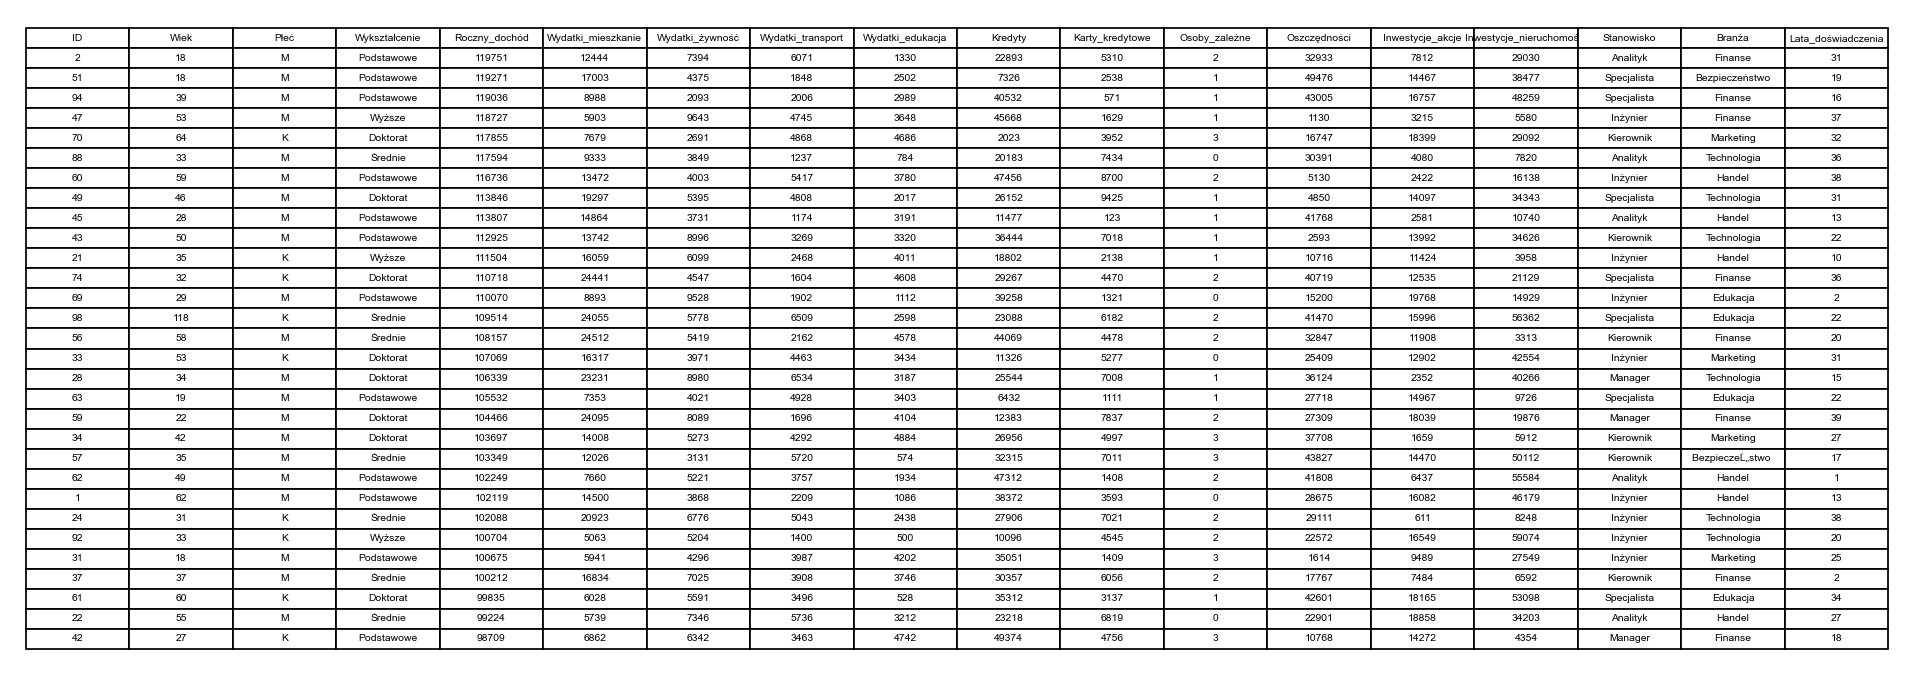 ID Wiek Płeć Wykształcenie Roczny_dochód Wydatki_mieszkanie Wydatki_żywność Wydatki_transport Wydatki_edukacja Kredyty Karty_kredytowe Osoby_zależne Oszczędności Inwestycje_akcje Inwestycje_nieruchomoś Stanowisko Branża Lata_doświadczenia
2 18 M Podstawowe 119751 12444 7394 6071 1330 22893 5310 2 32933 7812 29030 Analityk Finanse 31
51 18 M Podstawowe 119271 17003 4375 1848 2502 7326 2538 1 49476 14467 38477 Specjalista Bezpieczeństwo 19
94 39 M Podstawowe 119036 8988 2093 2006 2989 40532 571 1 43005 16757 48259 Specjalista Finanse 16
47 53 M Wyższe 118727 5903 9643 4745 3648 45668 1629 1 1130 3215 5580 Inżynier Finanse 37
70 64 K Doktorat 117855 7679 2691 4868 4686 2023 3952 3 16747 18399 29092 Kierownik Marketing 32
88 33 M Średnie 117594 9333 3849 1237 784 20183 7434 0 30391 4080 7820 Analityk Technologia 36
60 59 M Podstawowe 116736 13472 4003 5417 3780 47456 8700 2 5130 2422 16138 Inżynier Handel 38
49 46 M Doktorat 113846 19297 5395 4808 2017 26152 9425 1 4850 14097 34343 Specjalista Technologia 31
45 28 M Podstawowe 113807 14864 3731 1174 3191 11477 123 1 41768 2581 10740 Analityk Handel 13
43 50 M Podstawowe 112925 13742 8996 3269 3320 36444 7018 1 2593 13992 34626 Kierownik Technologia 22
21 35 K Wyższe 111504 16059 6099 2468 4011 18802 2138 1 10716 11424 3958 Inżynier Handel 10
74 32 K Doktorat 110718 24441 4547 1604 4608 29267 4470 2 40719 12535 21129 Specjalista Finanse 36
69 29 M Podstawowe 110070 8893 9528 1902 1112 39258 1321 0 15200 19768 14929 Inżynier Edukacja 2
98 118 K Średnie 109514 24055 5778 6509 2598 23088 6182 2 41470 15996 56362 Specjalista Edukacja 22
56 58 M Średnie 108157 24512 5419 2162 4578 44069 4478 2 32847 11908 3313 Kierownik Finanse 20
33 53 K Doktorat 107069 16317 3971 4463 3434 11326 5277 0 25409 12902 42554 Inżynier Marketing 31
28 34 M Doktorat 106339 23231 8980 6534 3187 25544 7008 1 36124 2352 40266 Manager Technologia 15
63 19 M Podstawowe 105532 7353 4021 4928 3403 6432 1111 1 27718 14967 9726 Specjalista Edukacja 22
59 22 M Doktorat 104466 24095 8089 1696 4104 12383 7837 2 27309 18039 19876 Manager Finanse 39
34 42 M Doktorat 103697 14008 5273 4292 4884 26956 4997 3 37708 1659 5912 Kierownik Marketing 27
57 35 M Średnie 103349 12026 3131 5720 574 32315 7011 3 43827 14470 50112 Kierownik BezpieczeĹ„stwo 17
62 49 M Podstawowe 102249 7660 5221 3757 1934 47312 1408 2 41808 6437 55584 Analityk Handel 1
1 62 M Podstawowe 102119 14500 3868 2209 1086 38372 3593 0 28675 16082 46179 Inżynier Handel 13
24 31 K Średnie 102088 20923 6776 5043 2438 27906 7021 2 29111 611 8248 Inżynier Technologia 38
92 33 K Wyższe 100704 5063 5204 1400 500 10096 4545 2 22572 16549 59074 Inżynier Technologia 20
31 18 M Podstawowe 100675 5941 4296 3987 4202 35051 1409 3 1614 9489 27549 Inżynier Marketing 25
37 37 M Średnie 100212 16834 7025 3908 3746 30357 6056 2 17767 7484 6592 Kierownik Finanse 2
61 60 K Doktorat 99835 6028 5591 3496 528 35312 3137 1 42601 18165 53098 Specjalista Edukacja 34
22 55 M Średnie 99224 5739 7346 5736 3212 23218 6819 0 22901 18858 34203 Analityk Handel 27
42 27 K Podstawowe 98709 6862 6342 3463 4742 49374 4756 3 10768 14272 4354 Manager Finanse 18